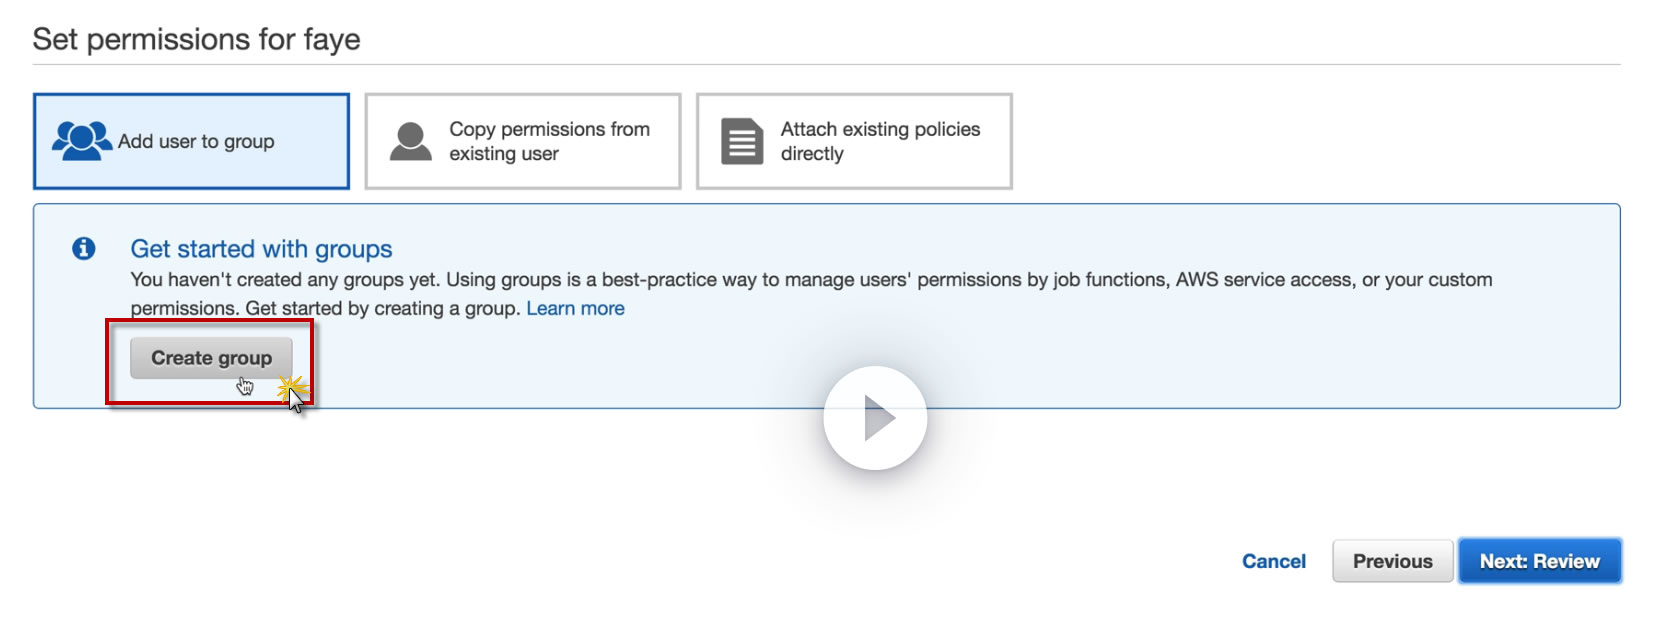 Set permissions for faye
Add user to group
Copy permissions from
existing user
Attach existing policies
directly
Get started with groups
You haven't created any groups yet. Using groups is a best-practice way to manage users' permissions by job functions, AWS service access, or your custom
permissions. Get started by creating a group. Learn more
Create group
Cancel
Previous
Next: Review